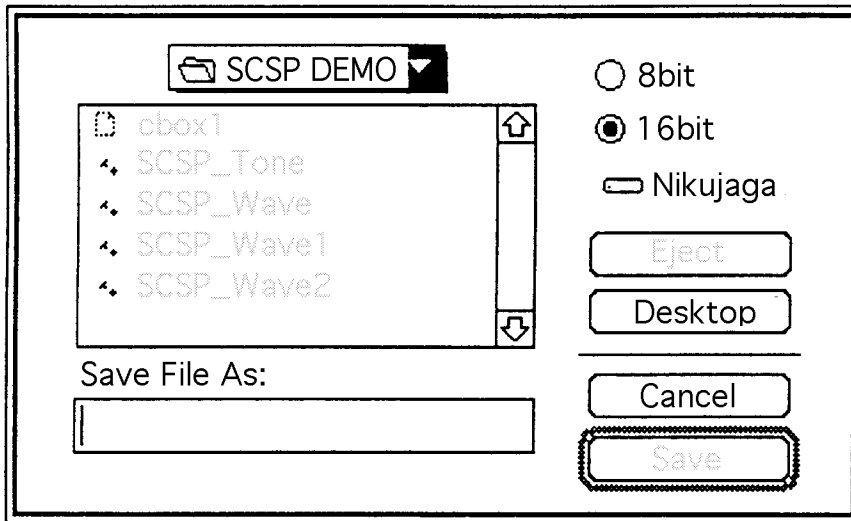 SCSP DEMO
cbox1
SCSP_Tone
SCSP_Wave
SCSP_Wave1
SCSP_Wave2
Save File As:
8bit
16bit
Nikujaga
Eject
Desktop
Cancel
Save